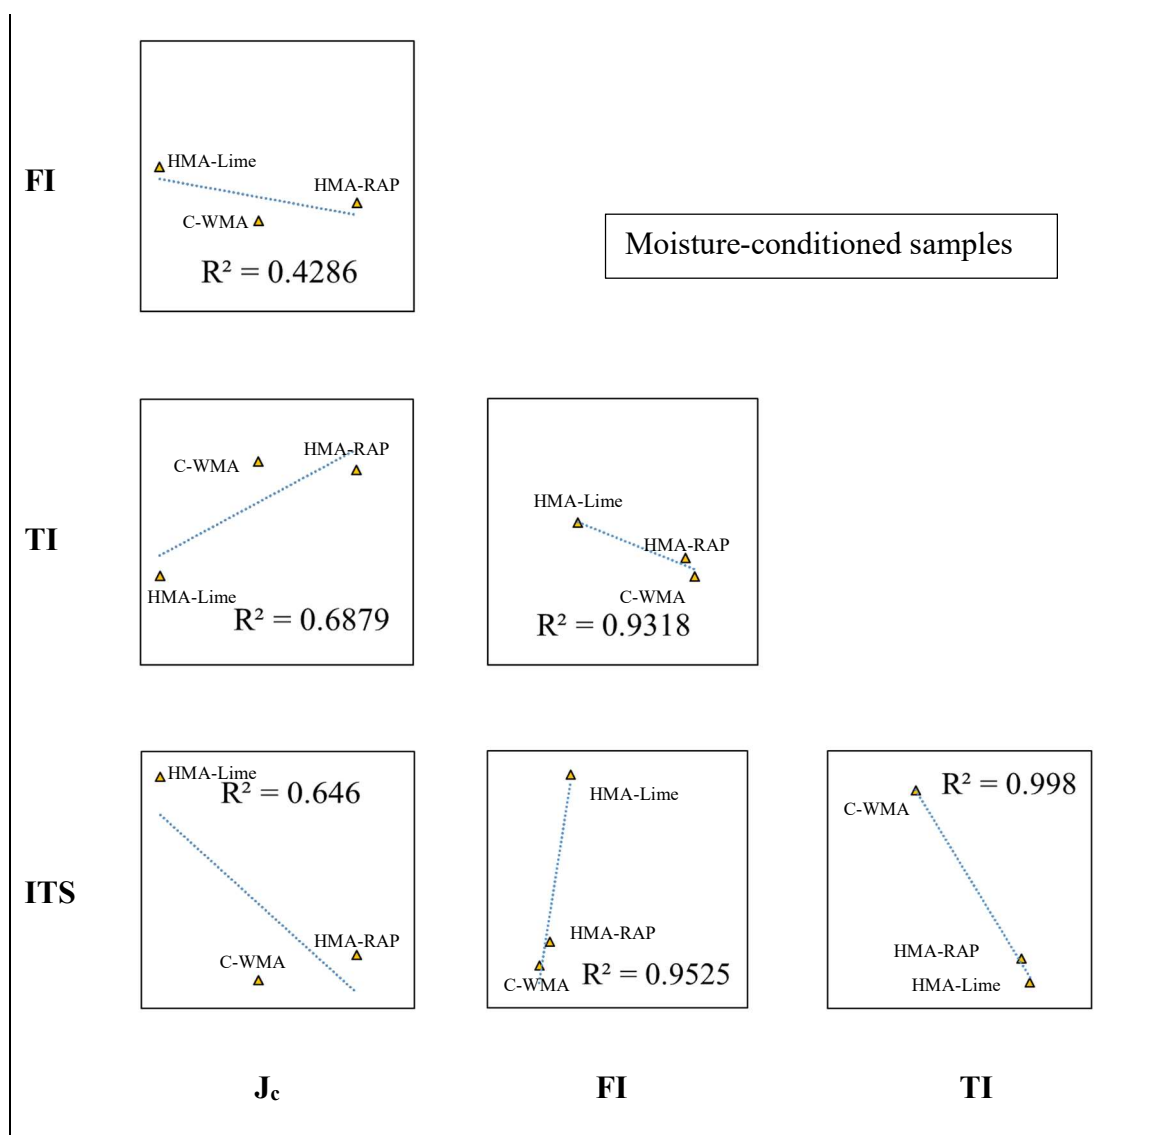 HMA-Lime
FI
HMA-RAP
C-WMA
R² = 0.4286
Moisture-conditioned samples
TI
C-WMA
HMA-RAP
HMA-Lime
R² = 0.6879
HMA-Lime
HMA-RAP
C-WMA
R² = 0.9318
ITS
HMA-Lime
R² = 0.646
C-WMA
HMA-RAP
HMA-Lime
HMA-RAP
C-WMA
R² = 0.9525
R² = 0.998
C-WMA
HMA-RAP
HMA-Lime
Jc
FI
TI